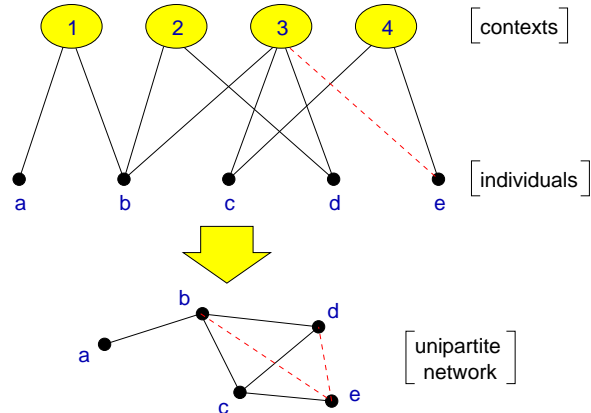 1 2 3 4 contexts
individuals
a b c d e
b d
a
unipartite
network
c e